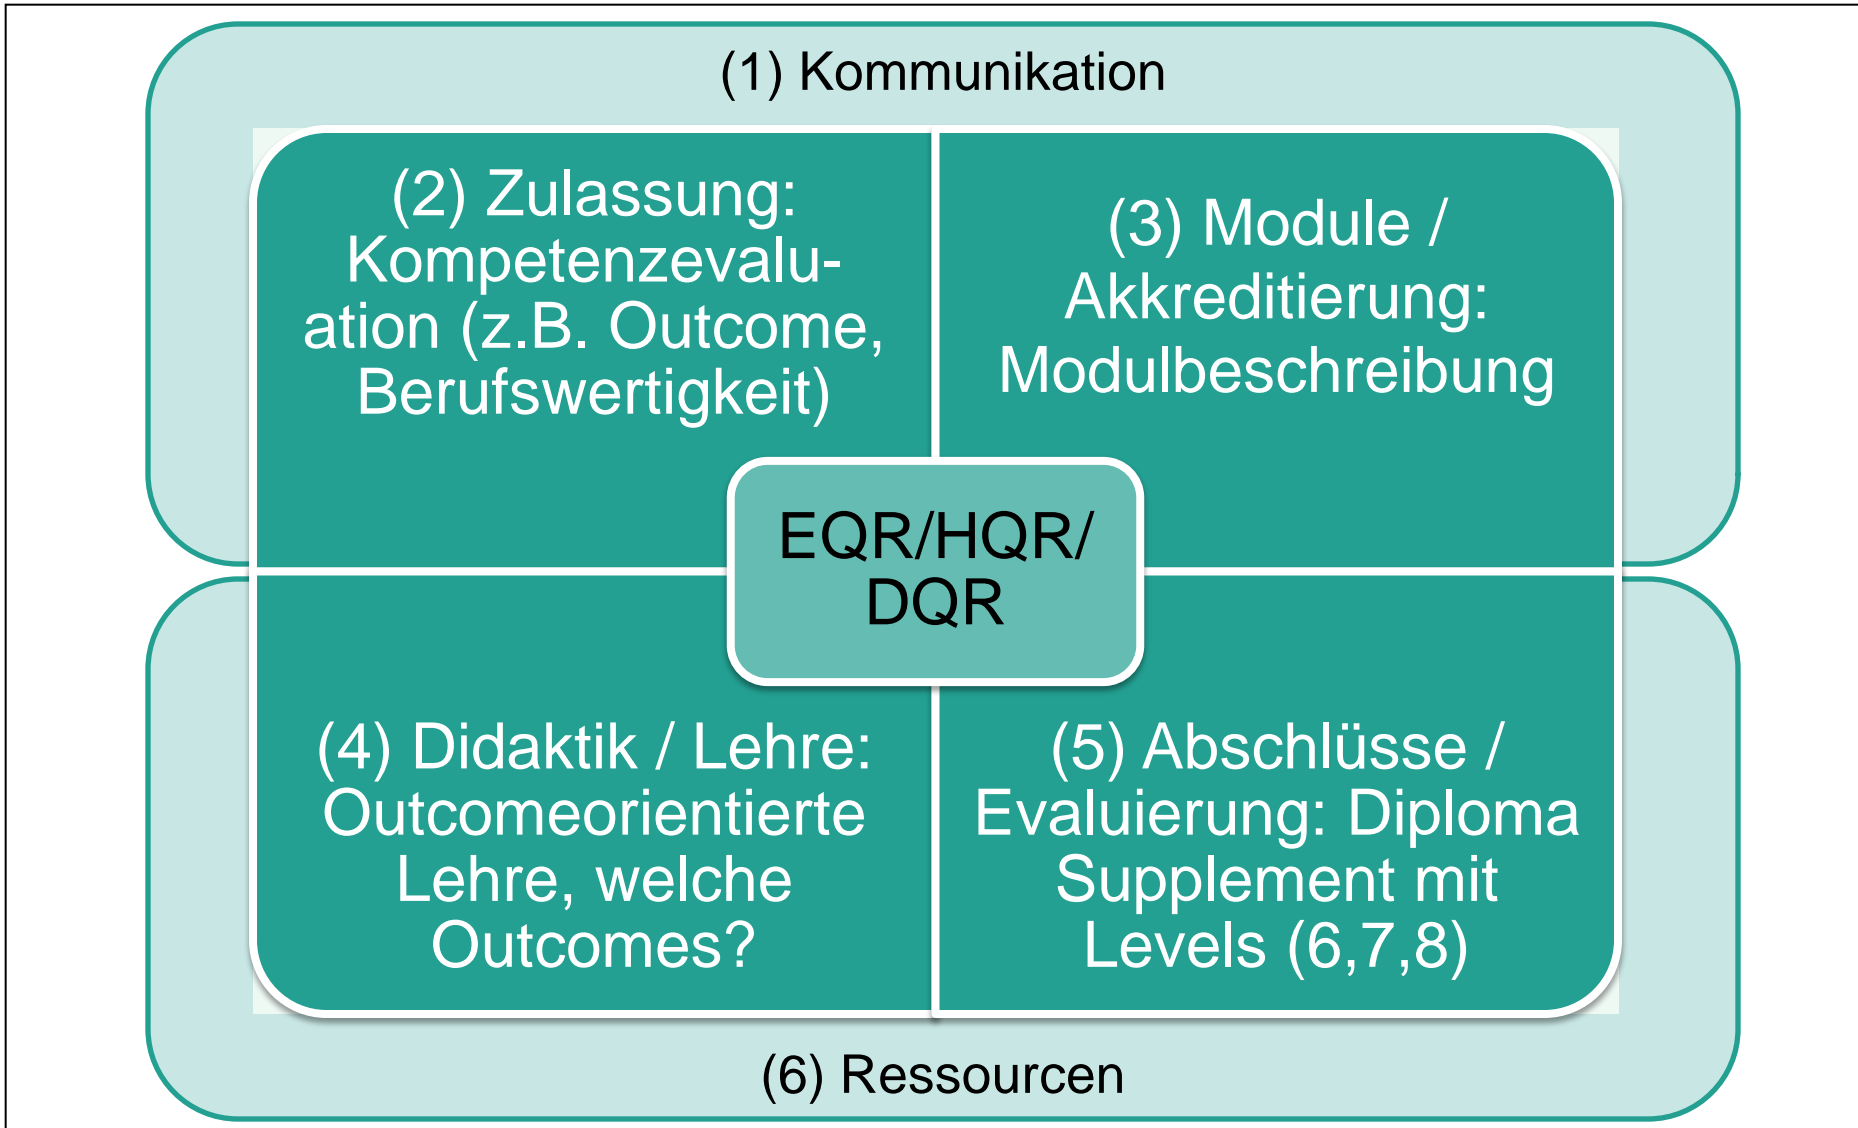 (1) Kommunikation
(2) Zulassung:
Kompetenzevalu-
ation (z.B. Outcome,
Berufswertigkeit)
(3) Module /
Akkreditierung:
Modulbeschreibung
EQR/HQR/
DQR
(4) Didaktik / Lehre:
Outcomeorientierte
Lehre, welche
Outcomes?
(5) Abschlüsse /
Evaluierung: Diploma
Supplement mit
Levels (6,7,8)
(6) Ressourcen